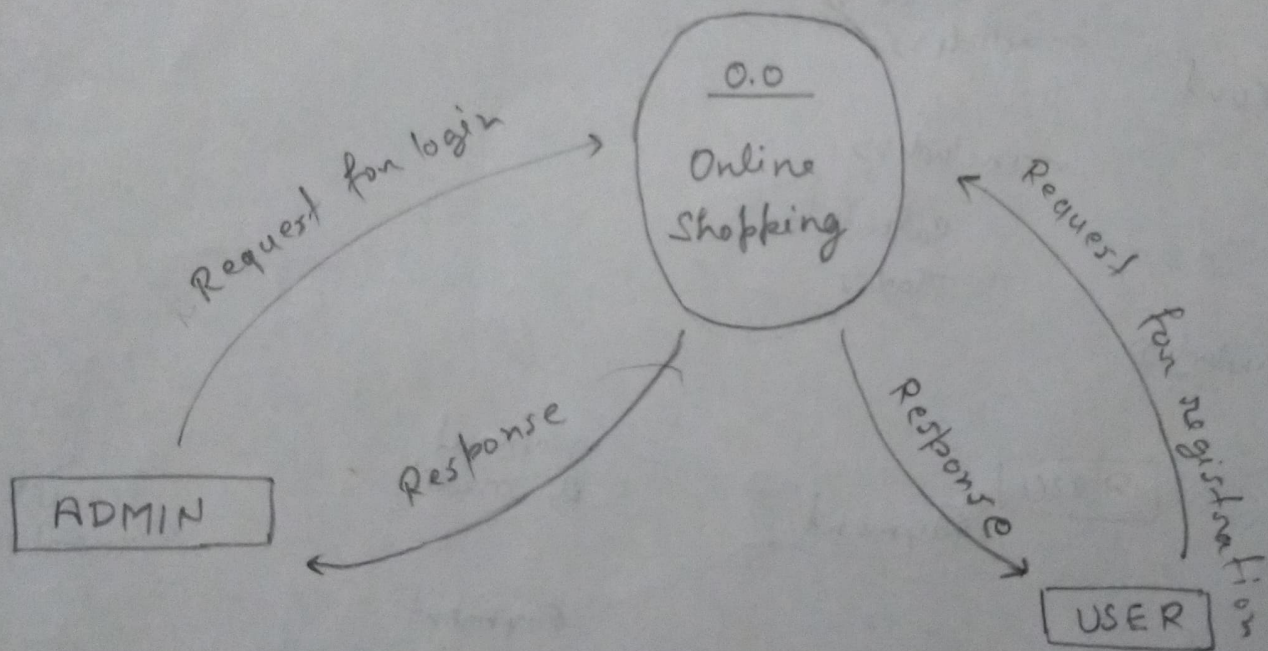 0.0
Online
Shopping
Request for login
Request for registration
Response
Response
ADMIN
USER